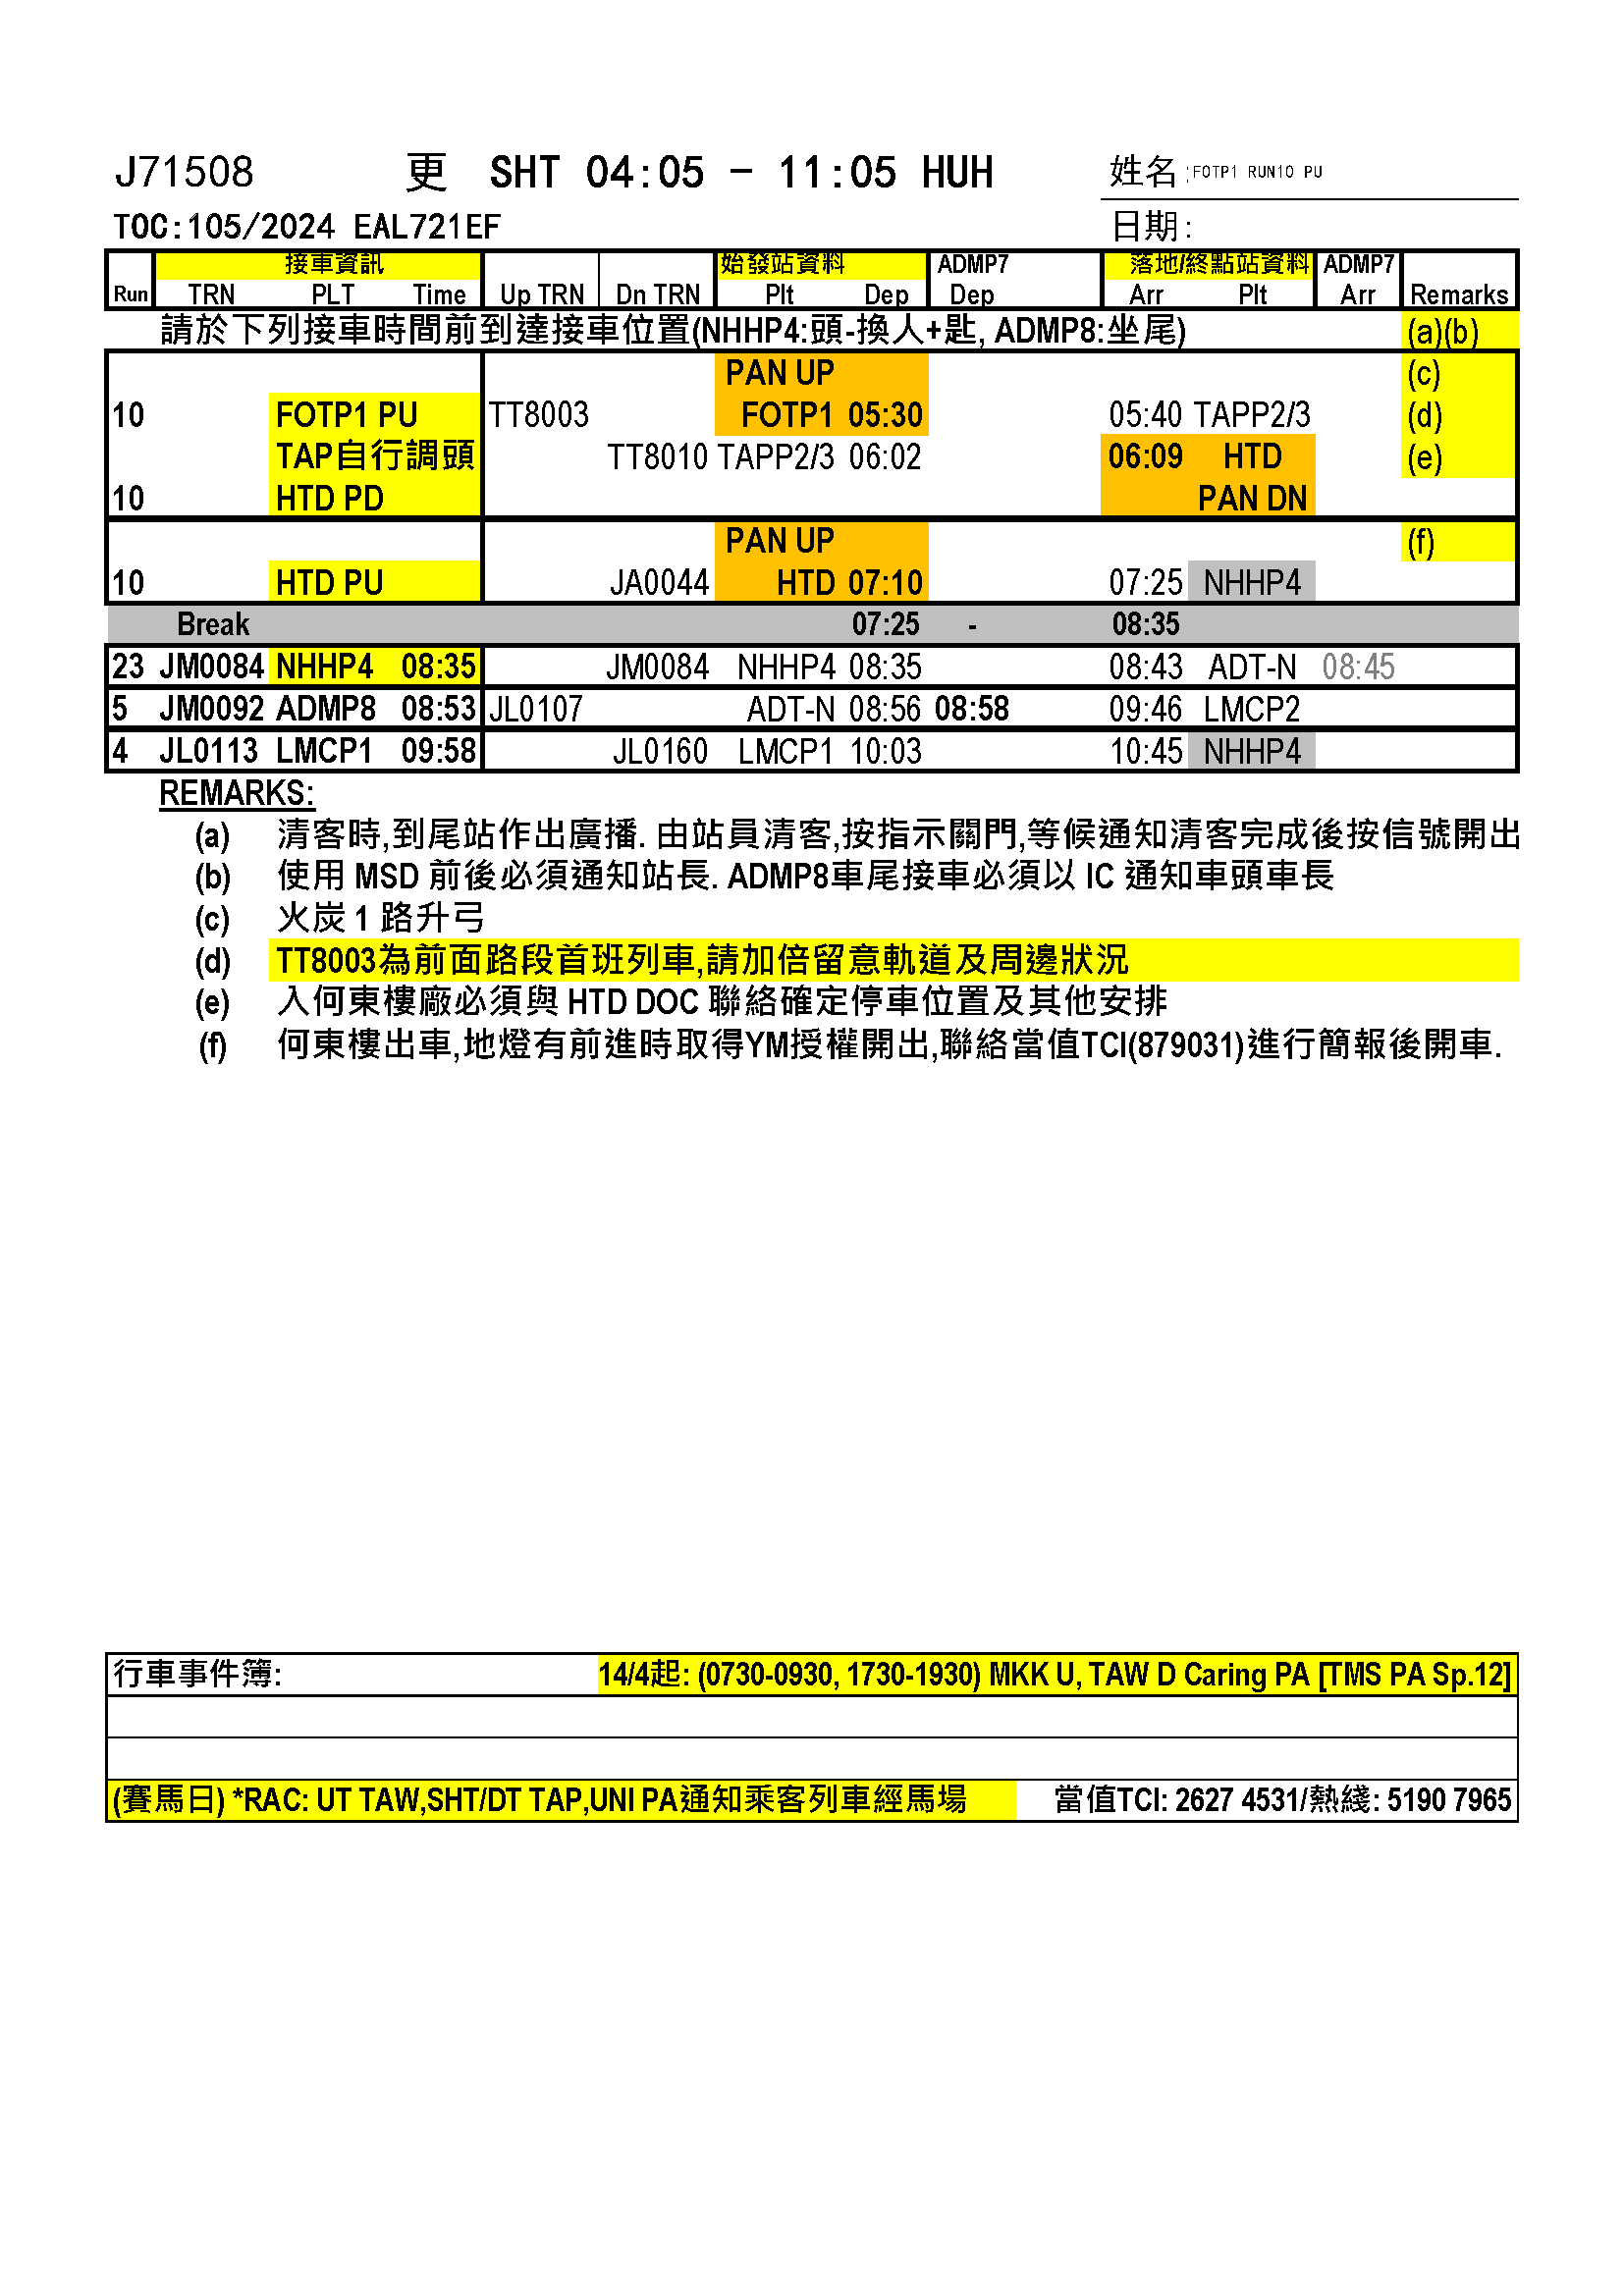 J71508 更 SHT 04:05 - 11:05 HUH 姓名:FOTP1 RUN10 PU
TOC:105/2024 EAL721EF 日期:
接車資訊 始發站資料 ADMP7 落地/終點站資料 ADMP7
Run TRN PLT Time Up TRN Dn TRN Plt Dep Dep Arr Plt Arr Remarks
請於下列接車時間前到達接車位置(NHHP4:頭-換人+匙, ADMP8:坐尾) (a)(b)
PAN UP (c)
10 FOTP1 PU TT8003 FOTP1 05:30 05:40 TAPP2/3 (d)
TAP自行調頭 TT8010 TAPP2/3 06:02 06:09 HTD (e)
10 HTD PD PAN DN
PAN UP (f)
10 HTD PU JA0044 HTD 07:10 07:25 NHHP4
Break 07:25 - 08:35
23 JM0084 NHHP4 08:35 JM0084 NHHP4 08:35 08:43 ADT-N 08:45
5 JM0092 ADMP8 08:53 JL0107 ADT-N 08:56 08:58 09:46 LMCP2
4 JL0113 LMCP1 09:58 JL0160 LMCP1 10:03 10:45 NHHP4
REMARKS:
(a) 清客時,到尾站作出廣播. 由站員清客,按指示關門,等候通知清客完成後按信號開出
(b) 使用 MSD 前後必須通知站長. ADMP8車尾接車必須以 IC 通知車頭車長
(c) 火炭 1 路升弓
(d) TT8003為前面路段首班列車,請加倍留意軌道及周邊狀況
(e) 入何東樓廠必須與 HTD DOC 聯絡確定停車位置及其他安排
(f) 何東樓出車,地燈有前進時取得YM授權開出,聯絡當值TCI(879031)進行簡報後開車.
行車事件簿: 14/4起: (0730-0930, 1730-1930) MKK U, TAW D Caring PA [TMS PA Sp.12]
(賽馬日) *RAC: UT TAW,SHT/DT TAP,UNI PA通知乘客列車經馬場 當值TCI: 2627 4531/熱綫: 5190 7965